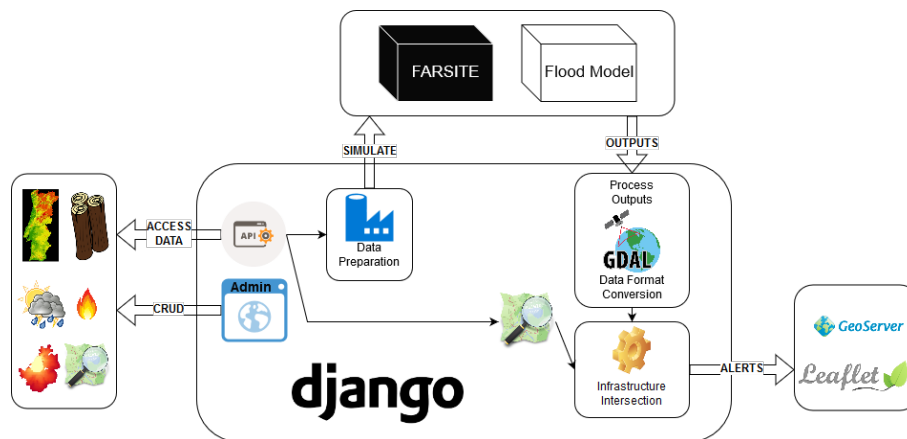 FARSITE
Flood Model
SIMULATE
OUTPUTS
ACCESS
DATA
API
Data
Preparation
Process
Outputs
GDAL
Data Format
Conversion
Admin
CRUD
django
Infrastructure
Intersection
ALERTS
GeoServer
Leaflet